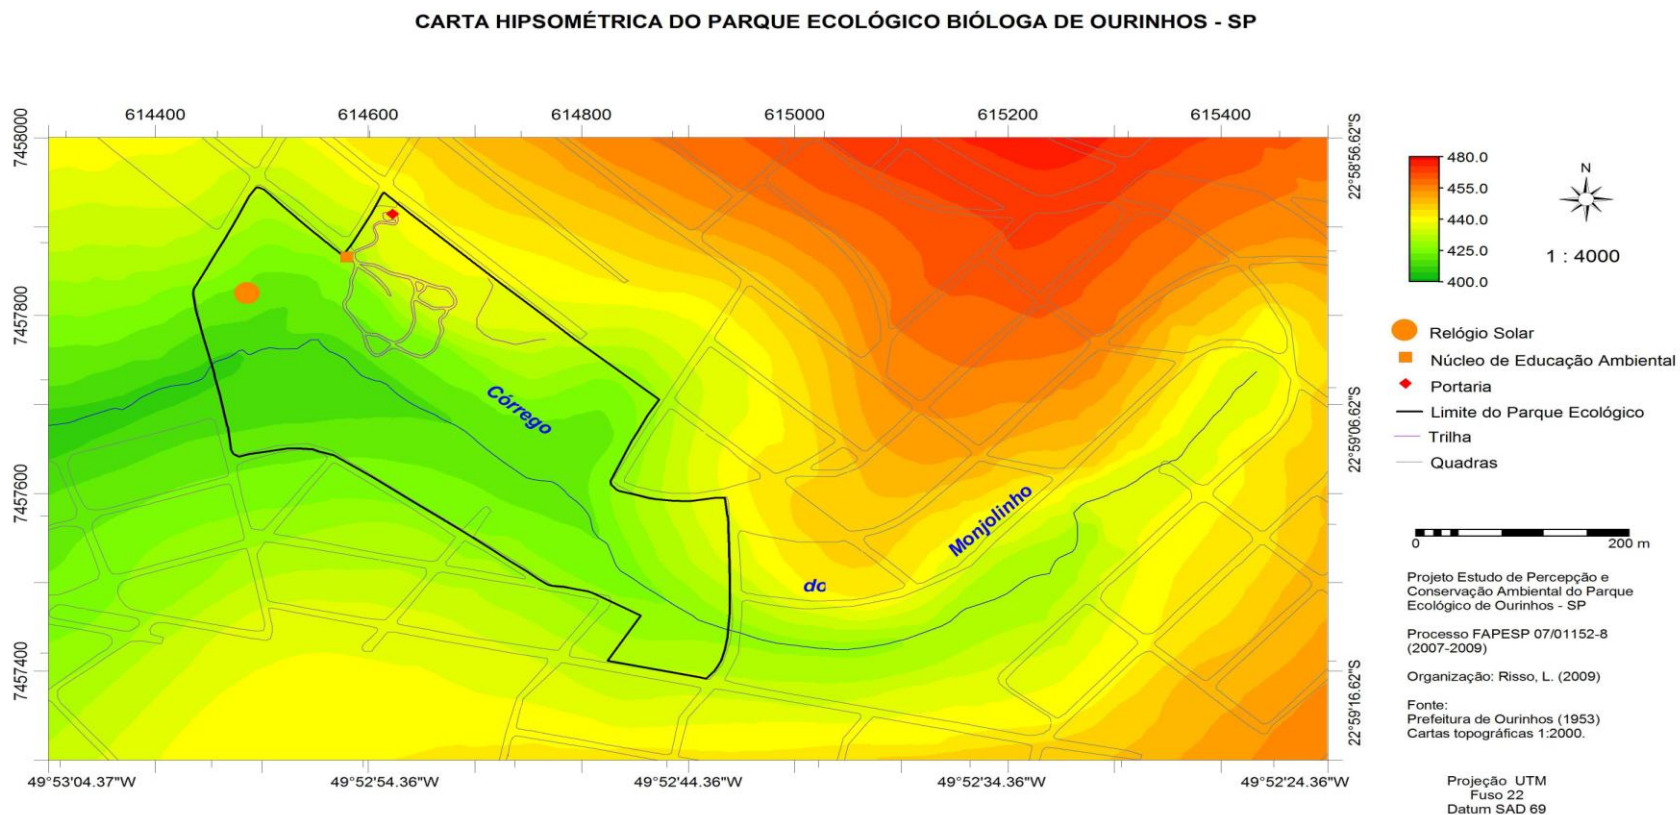 CARTA HIPSOMÉTRICA DO PARQUE ECOLÓGICO BIÓLOGA DE OURINHOS - SP
614400 614600 614800 615000 615200 615400
7458000
7457800
7457600
7457400
22°58'56.62"S
22°59'06.62"S
22°59'16.62"S
49°53'04.37"W 49°52'54.36"W 49°52'44.36"W 49°52'34.36"W 49°52'24.36"W
Córrego
do
Monjolinho
480.0
455.0
440.0
425.0
400.0
N
1 : 4000
Relógio Solar
Núcleo de Educação Ambiental
Portaria
Limite do Parque Ecológico
Trilha
Quadras
0 200 m
Projeto Estudo de Percepção e
Conservação Ambiental do Parque
Ecológico de Ourinhos - SP
Processo FAPESP 07/01152-8
(2007-2009)
Organização: Risso, L. (2009)
Fonte:
Prefeitura de Ourinhos (1953)
Cartas topográficas 1:2000.
Projeção UTM
Fuso 22
Datum SAD 69